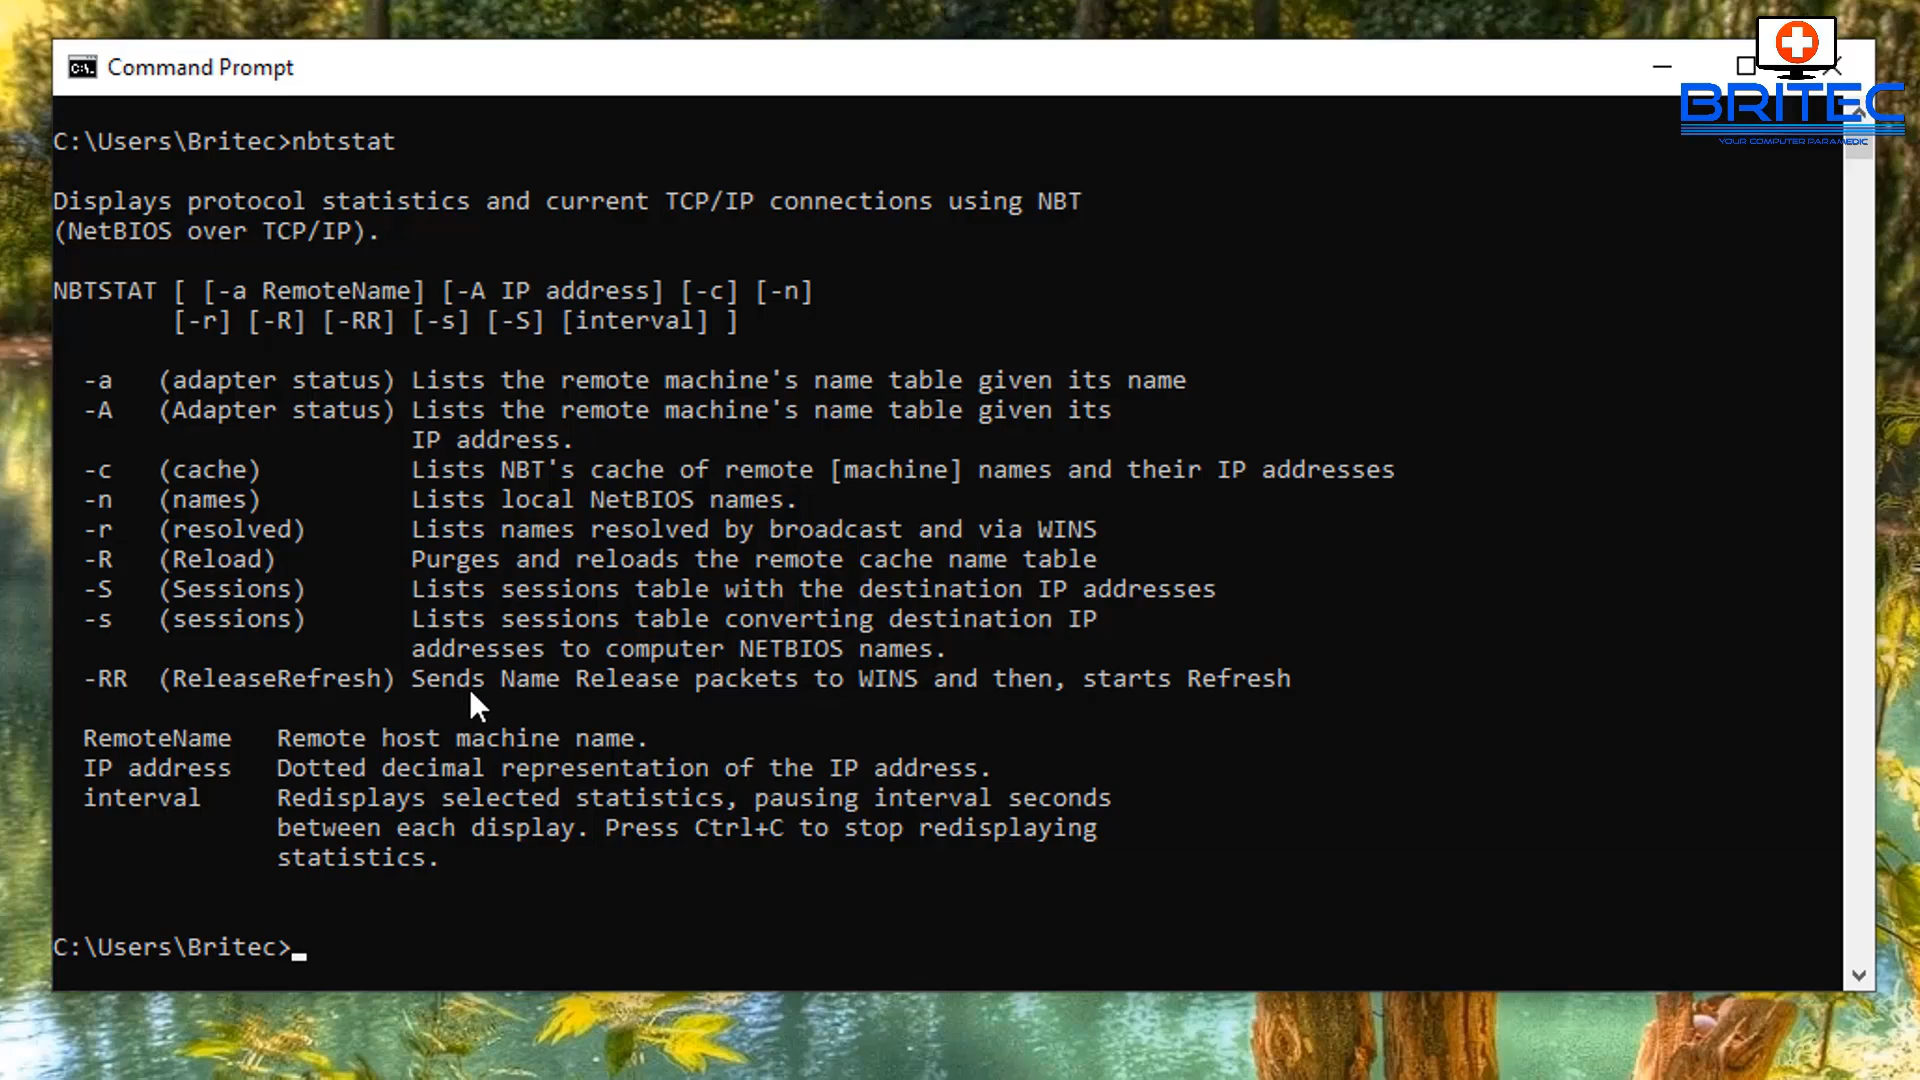 Command Prompt
BRITEC
YOUR COMPUTER PARAMEDIC
C:\Users\Britec>nbtstat
Displays protocol statistics and current TCP/IP connections using NBT
(NetBIOS over TCP/IP).
NBTSTAT [ [-a RemoteName] [-A IP address] [-c] [-n]
[-r] [-R] [-RR] [-s] [-S] [interval] ]
-a (adapter status) Lists the remote machine's name table given its name
-A (Adapter status) Lists the remote machine's name table given its
IP address.
-c (cache) Lists NBT's cache of remote [machine] names and their IP addresses
-n (names) Lists local NetBIOS names.
-r (resolved) Lists names resolved by broadcast and via WINS
-R (Reload) Purges and reloads the remote cache name table
-S (Sessions) Lists sessions table with the destination IP addresses
-s (sessions) Lists sessions table converting destination IP
addresses to computer NETBIOS names.
-RR (ReleaseRefresh) Sends Name Release packets to WINS and then, starts Refresh
RemoteName Remote host machine name.
IP address Dotted decimal representation of the IP address.
interval Redisplays selected statistics, pausing interval seconds
between each display. Press Ctrl+C to stop redisplaying
statistics.
C:\Users\Britec>